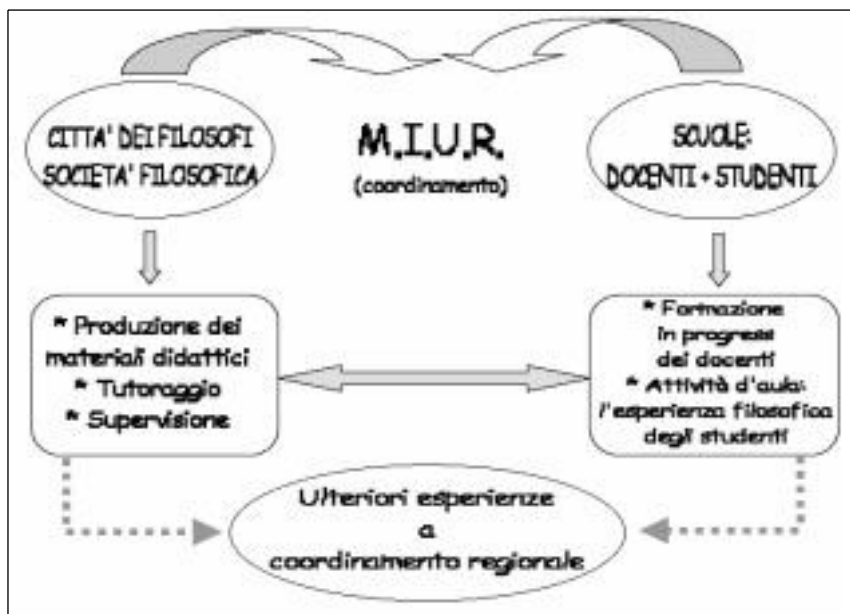 CITTA' DEI FILOSOFI
SOCIETA' FILOSOFICA
M.I.U.R.
(coordinamento)
SCUOLE:
DOCENTI + STUDENTI
* Produzione dei
materiali didattici
* Tutoraggio
* Supervisione
* Formazione
in progress
dei docenti
* Attività d'aula:
l'esperienza filosofica
degli studenti
Ulteriori esperienze
a
coordinamento regionale